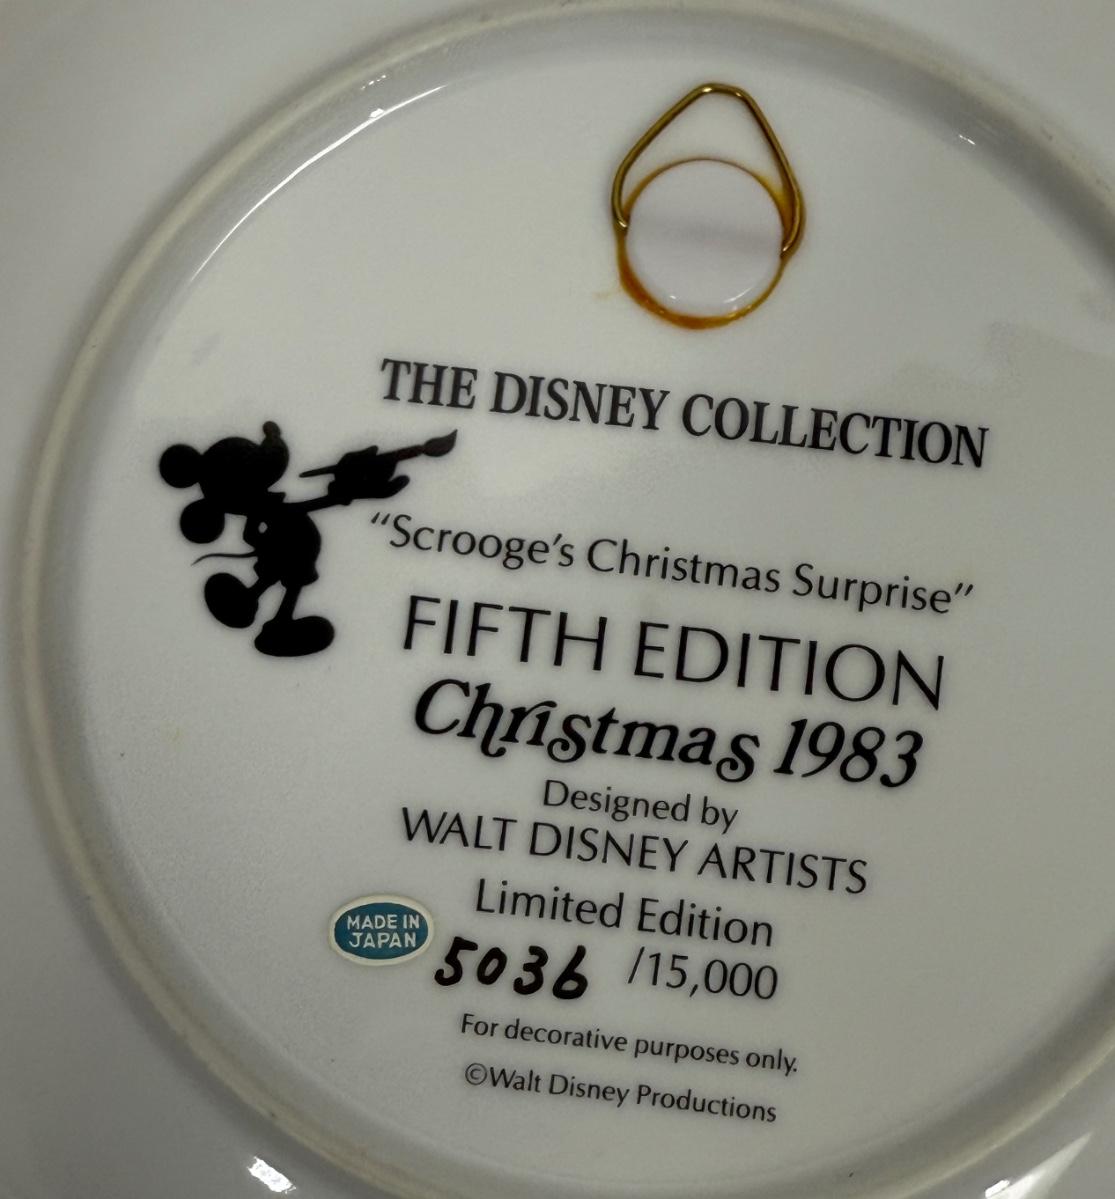 THE DISNEY COLLECTION
“Scrooge’s Christmas Surprise”
FIFTH EDITION
Christmas 1983
Designed by
WALT DISNEY ARTISTS
Limited Edition
MADE IN
JAPAN
5036 /15,000
For decorative purposes only.
©Walt Disney Productions